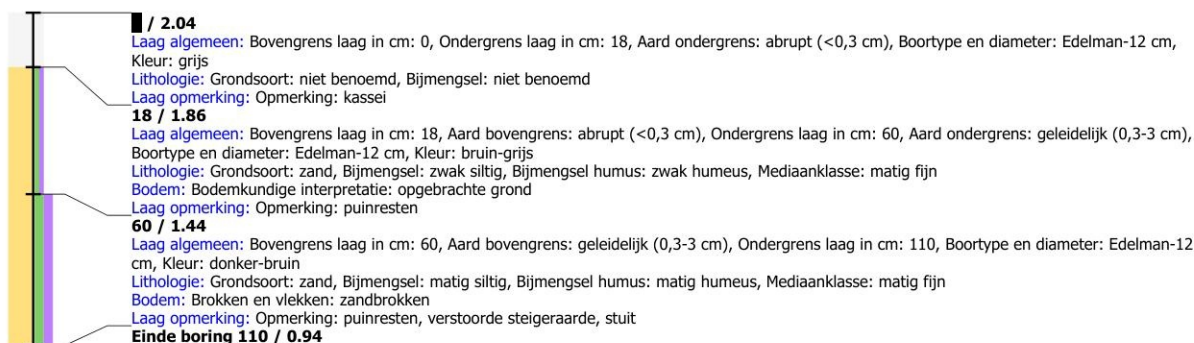 / 2.04
Laag algemeen: Bovengrens laag in cm: 0, Ondergrens laag in cm: 18, Aard ondergrens: abrupt (<0,3 cm), Boortype en diameter: Edelman-12 cm,
Kleur: grijs
Lithologie: Grondsoort: niet benoemd, Bijmengsel: niet benoemd
Laag opmerking: Opmerking: kassei
18 / 1.86
Laag algemeen: Bovengrens laag in cm: 18, Aard bovengrens: abrupt (<0,3 cm), Ondergrens laag in cm: 60, Aard ondergrens: geleidelijk (0,3-3 cm),
Boortype en diameter: Edelman-12 cm, Kleur: bruin-grijs
Lithologie: Grondsoort: zand, Bijmengsel: zwak siltig, Bijmengsel humus: zwak humeus, Mediaanklasse: matig fijn
Bodem: Bodemkundige interpretatie: opgebrachte grond
Laag opmerking: Opmerking: puinresten
60 / 1.44
Laag algemeen: Bovengrens laag in cm: 60, Aard bovengrens: geleidelijk (0,3-3 cm), Ondergrens laag in cm: 110, Boortype en diameter: Edelman-12
cm, Kleur: donker-bruin
Lithologie: Grondsoort: zand, Bijmengsel: matig siltig, Bijmengsel humus: matig humeus, Mediaanklasse: matig fijn
Bodem: Brokken en vlekken: zandbrokken
Laag opmerking: Opmerking: puinresten, verstoorde steigeraarde, stuit
Einde boring 110 / 0.94